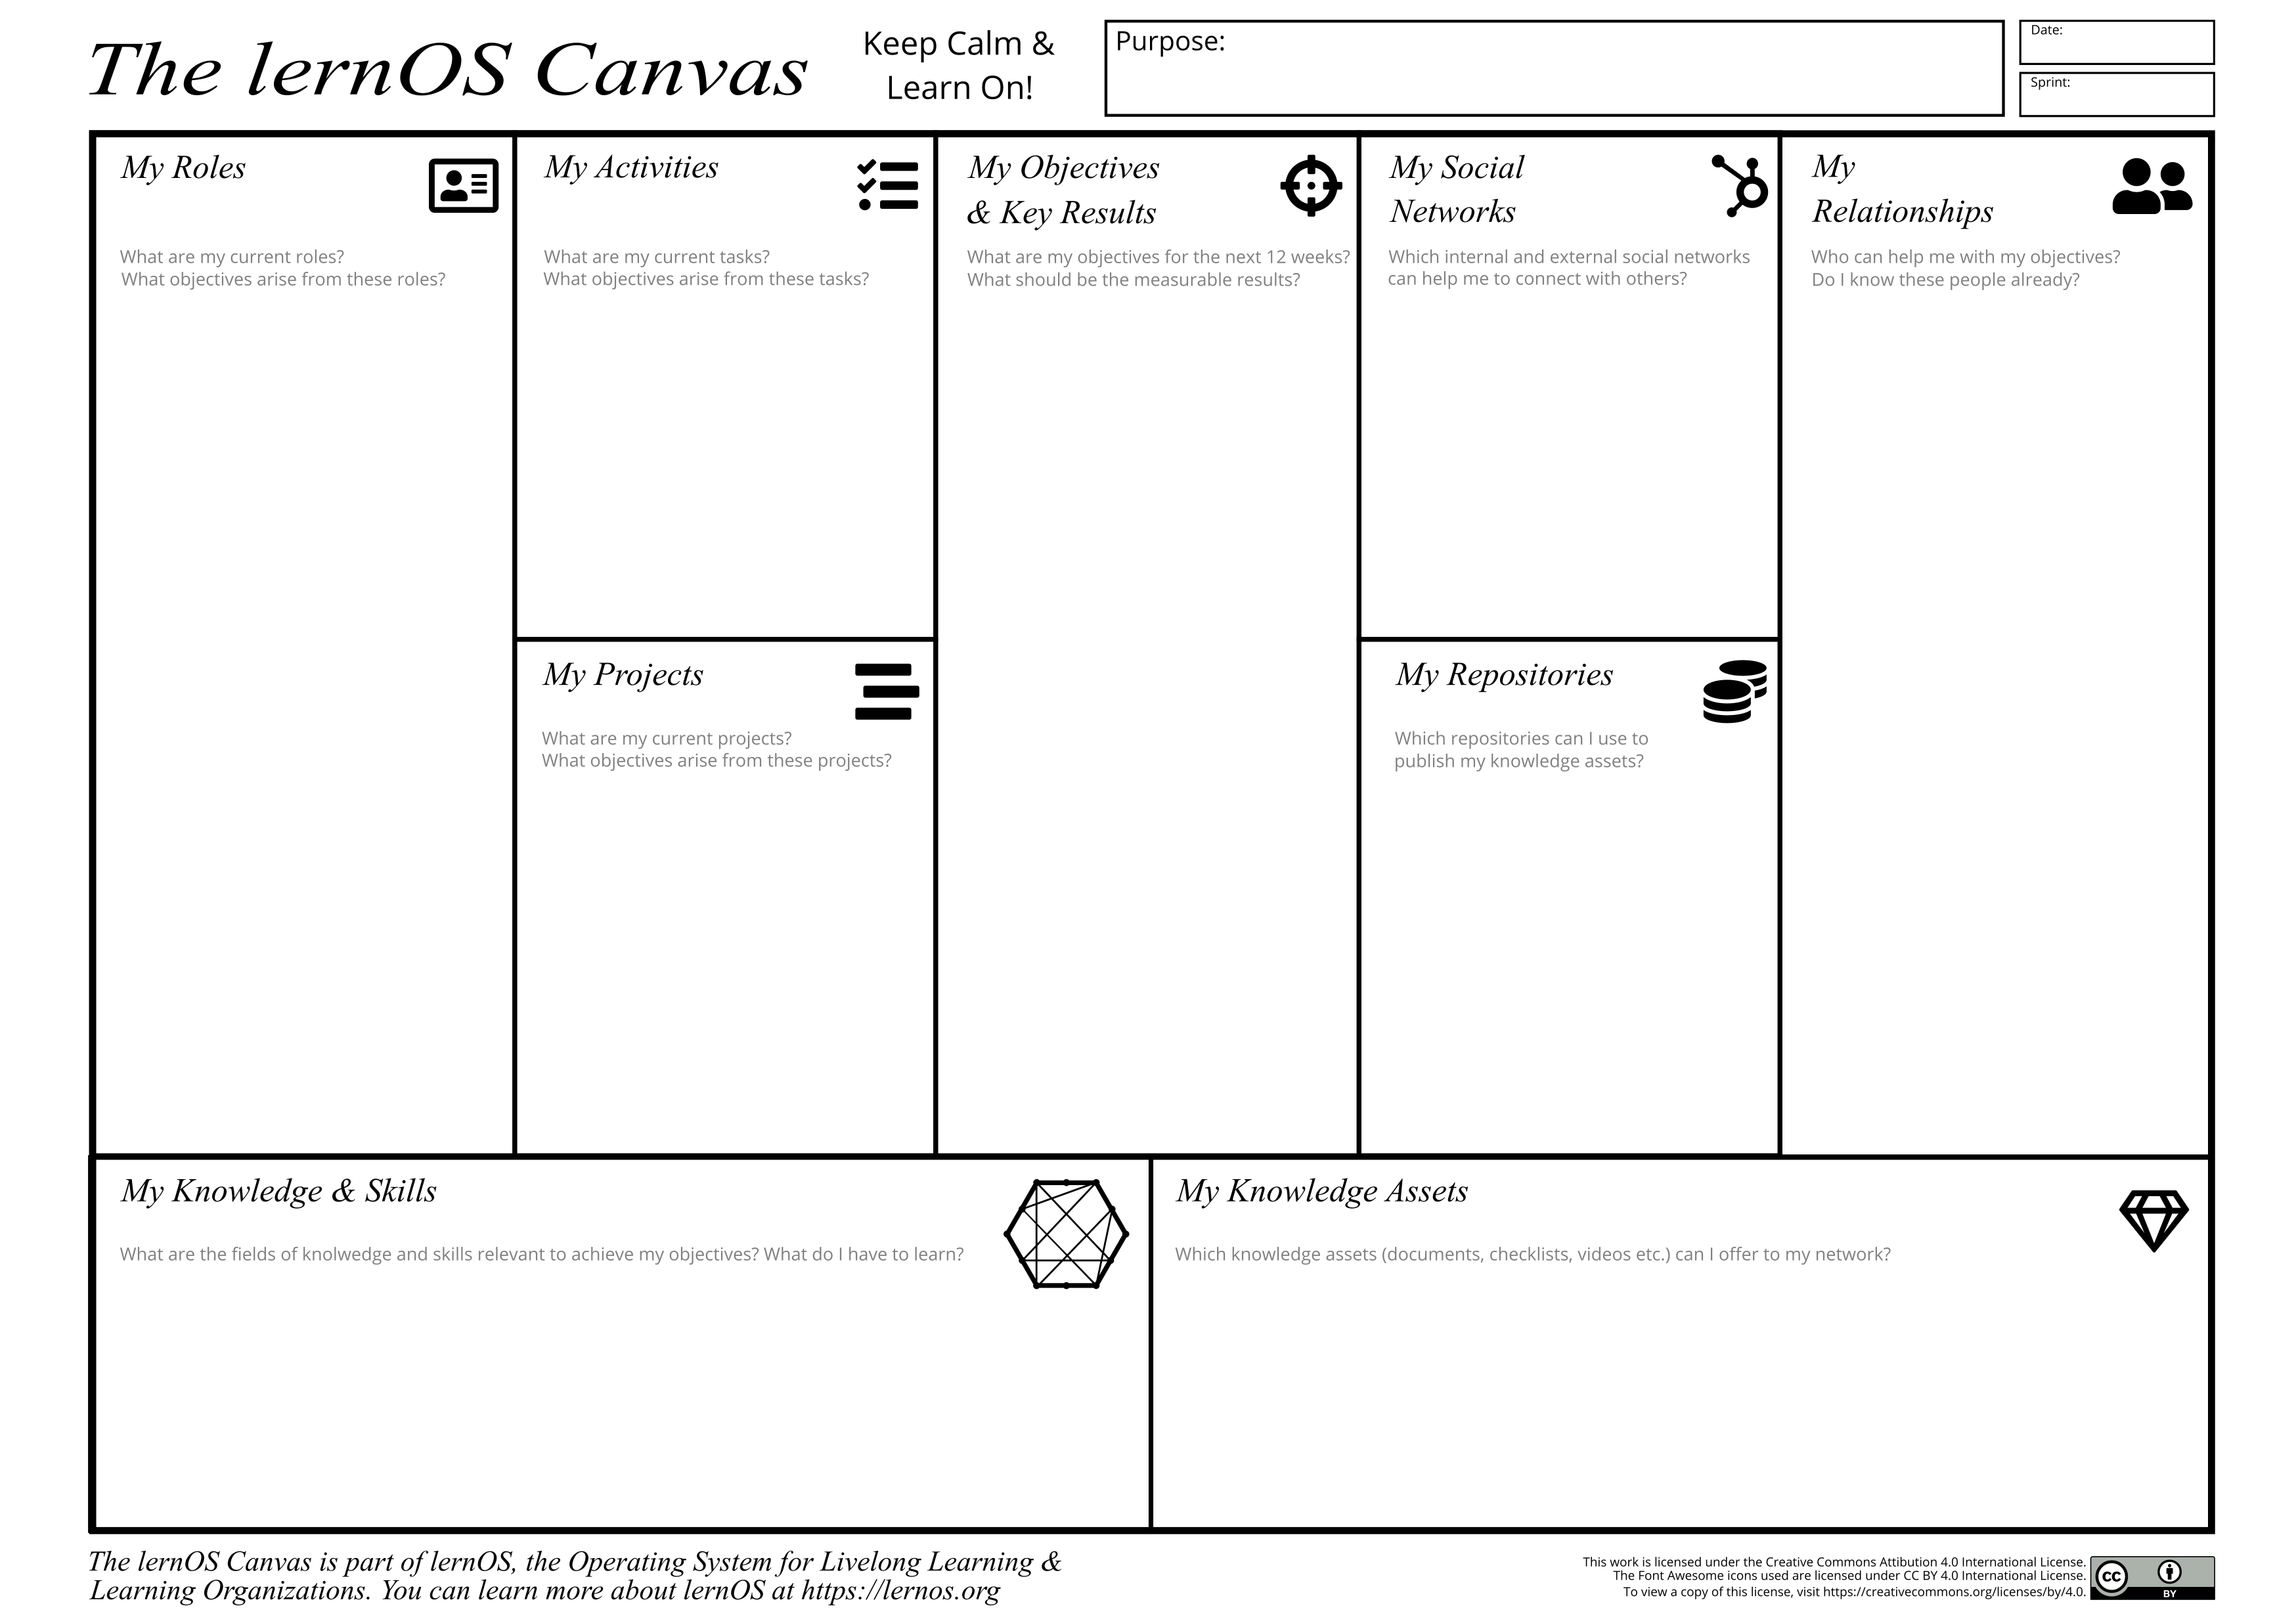 The lernOS Canvas
Keep Calm &
Learn On!
Purpose:
Date:
Sprint:
My Roles
What are my current roles?
What objectives arise from these roles?
My Activities
What are my current tasks?
What objectives arise from these tasks?
My Projects
What are my current projects?
What objectives arise from these projects?
My Objectives
& Key Results
What are my objectives for the next 12 weeks?
What should be the measurable results?
My Social
Networks
Which internal and external social networks
can help me to connect with others?
My Repositories
Which repositories can I use to
publish my knowledge assets?
My
Relationships
Who can help me with my objectives?
Do I know these people already?
My Knowledge & Skills
What are the fields of knolwedge and skills relevant to achieve my objectives? What do I have to learn?
My Knowledge Assets
Which knowledge assets (documents, checklists, videos etc.) can I offer to my network?
The lernOS Canvas is part of lernOS, the Operating System for Livelong Learning &
Learning Organizations. You can learn more about lernOS at https://lernos.org
This work is licensed under the Creative Commons Attibution 4.0 International License.
The Font Awesome icons used are licensed under CC BY 4.0 International License.
To view a copy of this license, visit https://creativecommons.org/licenses/by/4.0.
cc
BY